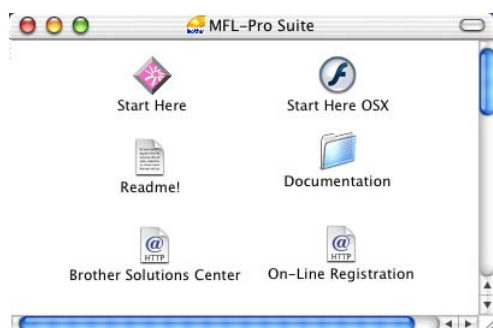 MFL-Pro Suite
Start Here
Start Here OSX
Readme!
Documentation
HTTP
HTTP
Brother Solutions Center
On-Line Registration